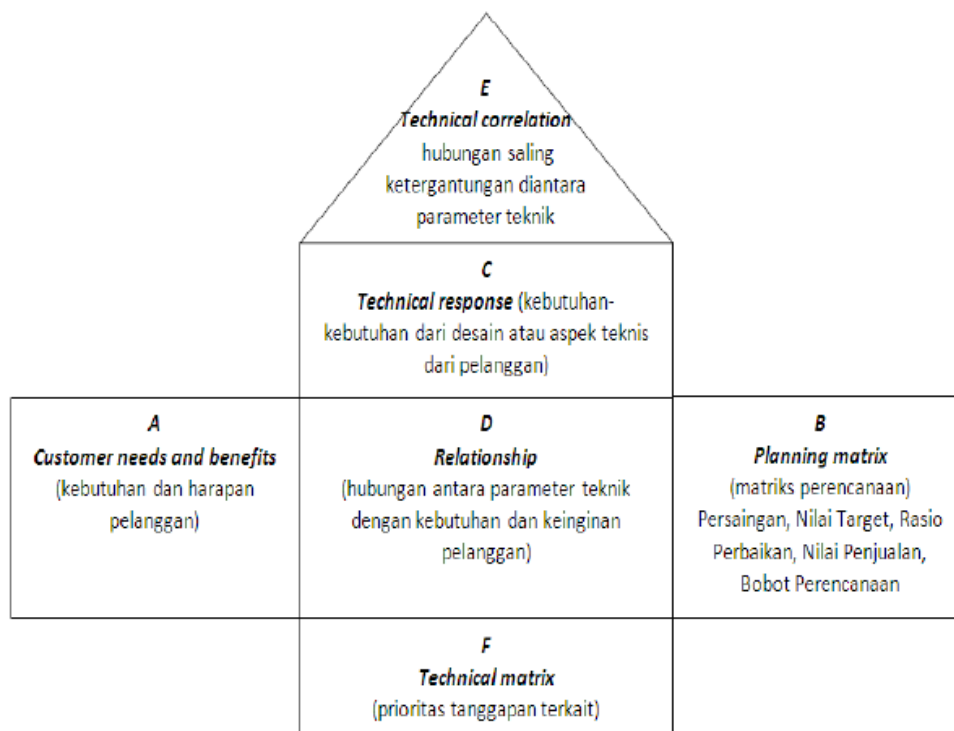 E
Technical correlation
hubungan saling
ketergantungan diantara
parameter teknik
C
Technical response (kebutuhan-
kebutuhan dari desain atau aspek teknis
dari pelanggan)
A
Customer needs and benefits
(kebutuhan dan harapan
pelanggan)
D
Relationship
(hubungan antara parameter teknik
dengan kebutuhan dan keinginan
pelanggan)
B
Planning matrix
(matriks perencanaan)
Persaingan, Nilai Target, Rasio
Perbaikan, Nilai Penjualan,
Bobot Perencanaan
F
Technical matrix
(prioritas tanggapan terkait)